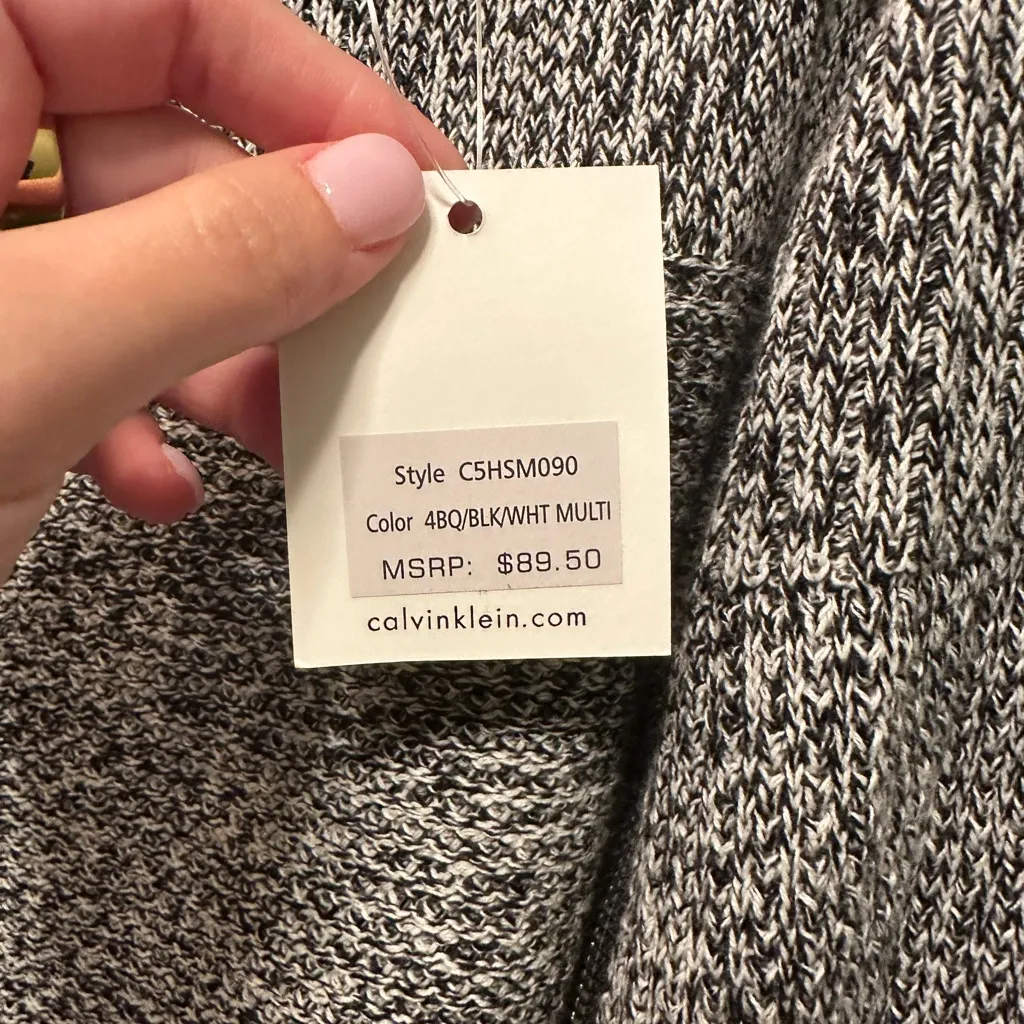 Style C5HSM090
Color 4BQ/BLK/WHT MULTI
MSRP: $89.50
calvinklein.com